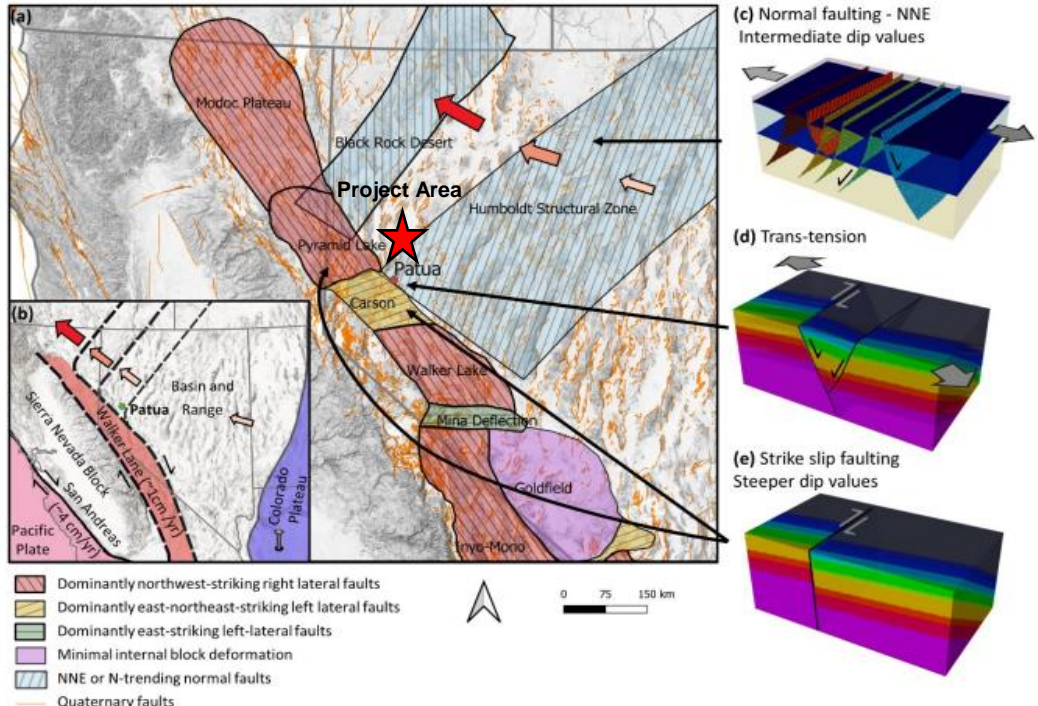 (a)
Modoc Plateau
Black Rock Desert
Project Area
Humboldt Structural Zone
Pyramid Lake
Patua
Carson
Walker Lake
Mina Deflection
Goldfield
Inyo-Mono
(b)
Basin and
Range
Patua
Sierra Nevada Block
Walker Lane (~1cm/yr)
San Andreas
(~4 cm/yr)
Pacific
Plate
Colorado
Plateau
(c) Normal faulting - NNE
Intermediate dip values
(d) Trans-tension
(e) Strike slip faulting
Steeper dip values
Dominantly northwest-striking right lateral faults
Dominantly east-northeast-striking left lateral faults
Dominantly east-striking left-lateral faults
Minimal internal block deformation
NNE or N-trending normal faults
Quaternary faults
0 75 150 km